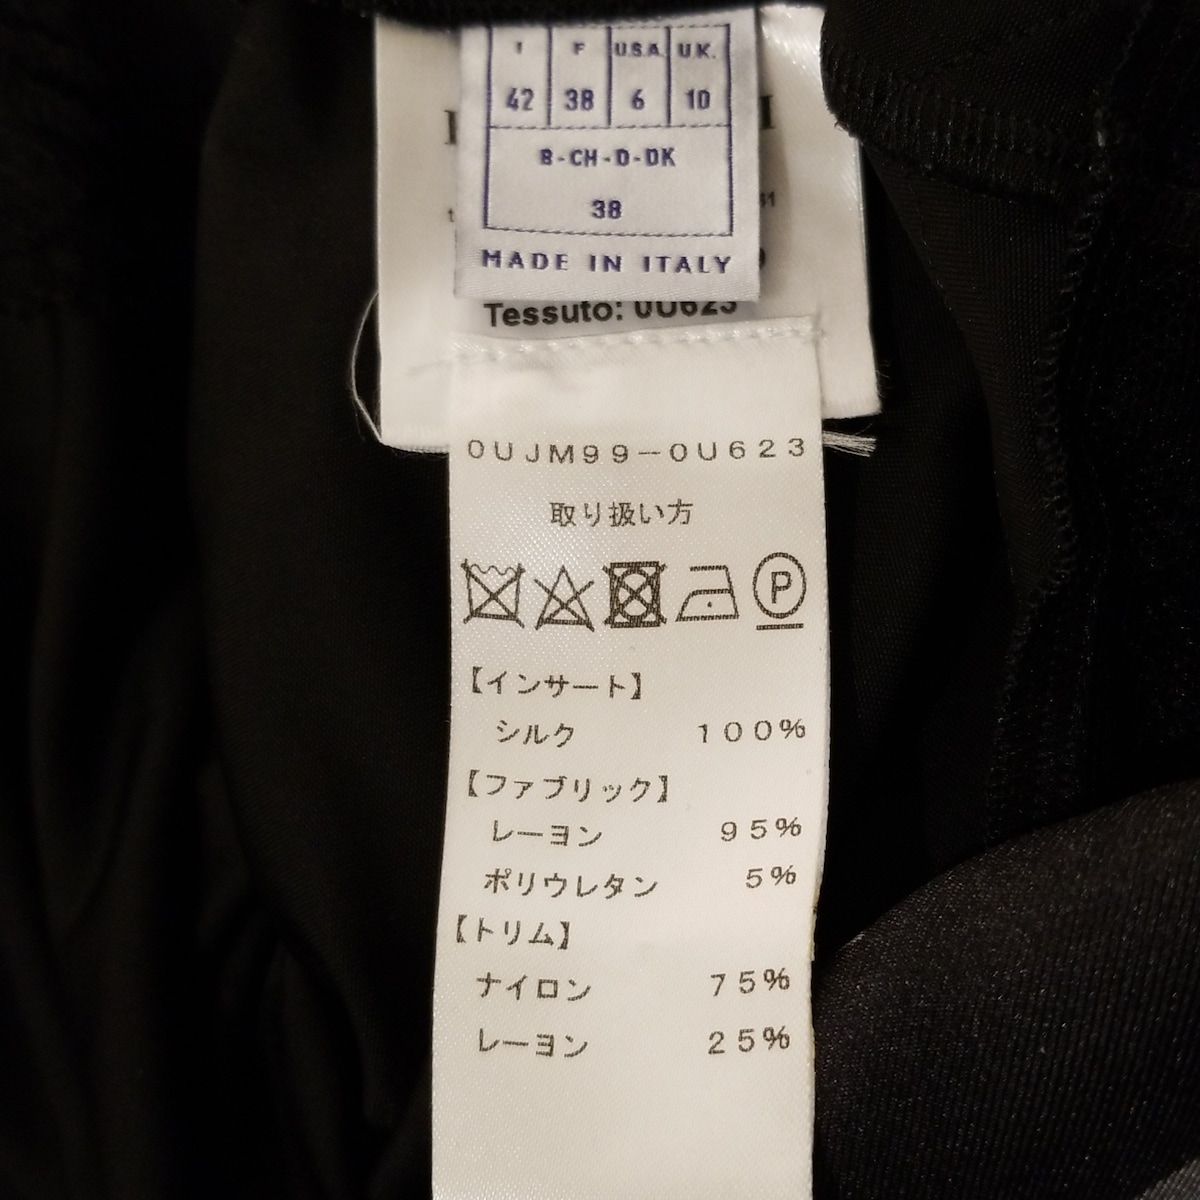 I F U.S.A. U.K.
42 38 6 10
B-CH-D-DK
38
MADE IN ITALY
Tessuto: 0U623
0UJM99-0U623
取り扱い方
P
【インサート】
シルク 100%
【ファブリック】
レーヨン 95%
ポリウレタン 5%
【トリム】
ナイロン 75%
レーヨン 25%